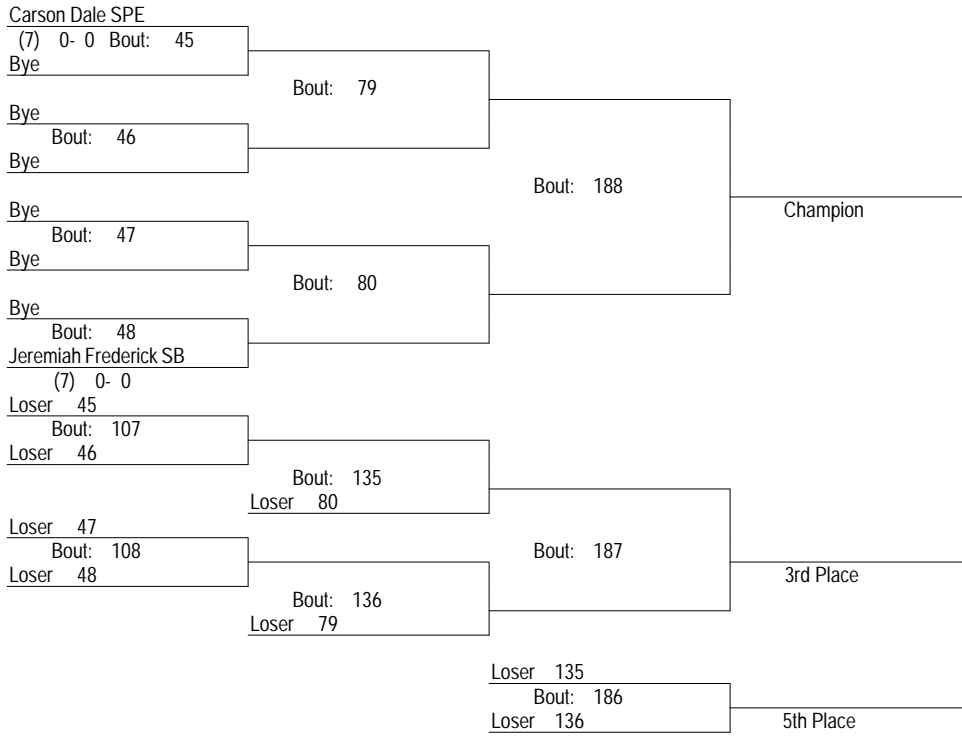 Carson Dale SPE
(7) 0- 0 Bout: 45
Bye
Bout: 79
Bye
Bout: 46
Bye
Bout: 188
Bye
Champion
Bout: 47
Bye
Bout: 80
Bye
Bout: 48
Jeremiah Frederick SB
(7) 0- 0
Loser 45
Bout: 107
Loser 46
Bout: 135
Loser 80
Loser 47
Bout: 108
Bout: 187
Loser 48
3rd Place
Bout: 136
Loser 79
Loser 135
Bout: 186
Loser 136
5th Place